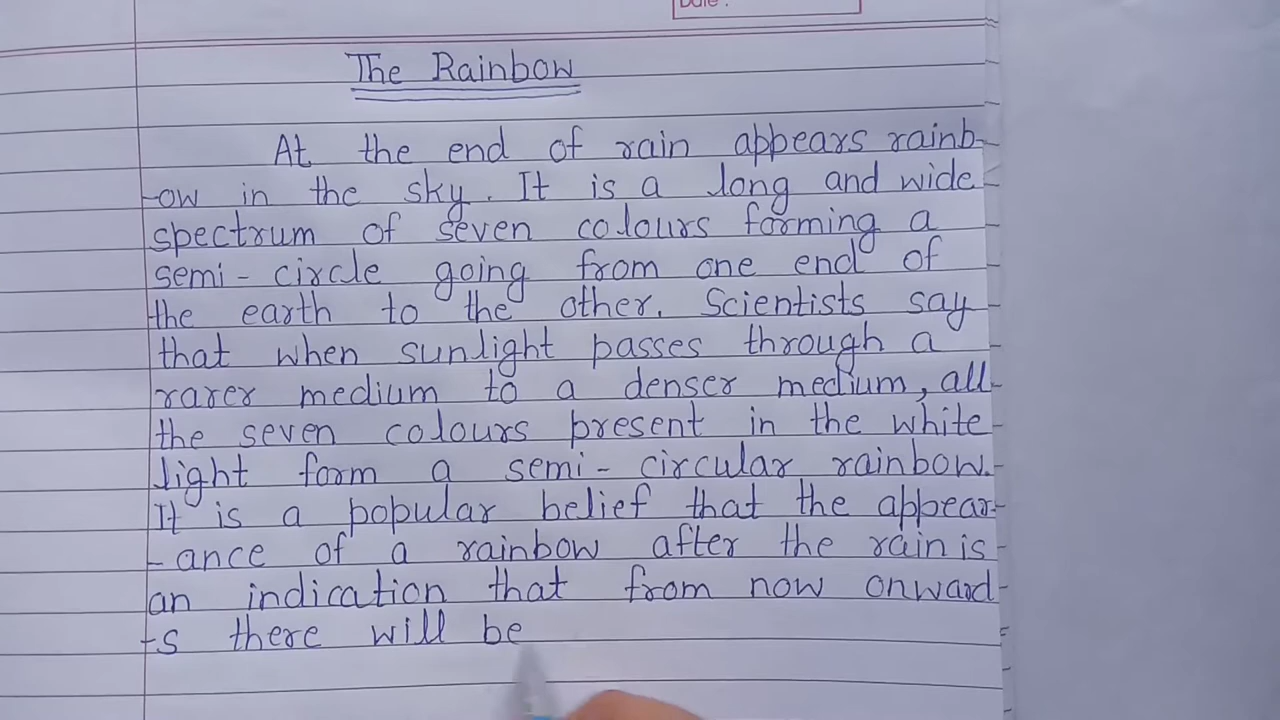 Date :
The Rainbow
At the end of rain appears rainb-
-ow in the sky. It is a long and wide
spectrum of seven colours forming a
semi-circle going from one end of
the earth to the other. Scientists say
that when sunlight passes through a
rarer medium to a denser medium, all
the seven colours present in the white
light form a semi-circular rainbow.
It is a popular belief that the appear-
-ance of a rainbow after the rain is
an indication that from now onward
-s there will be